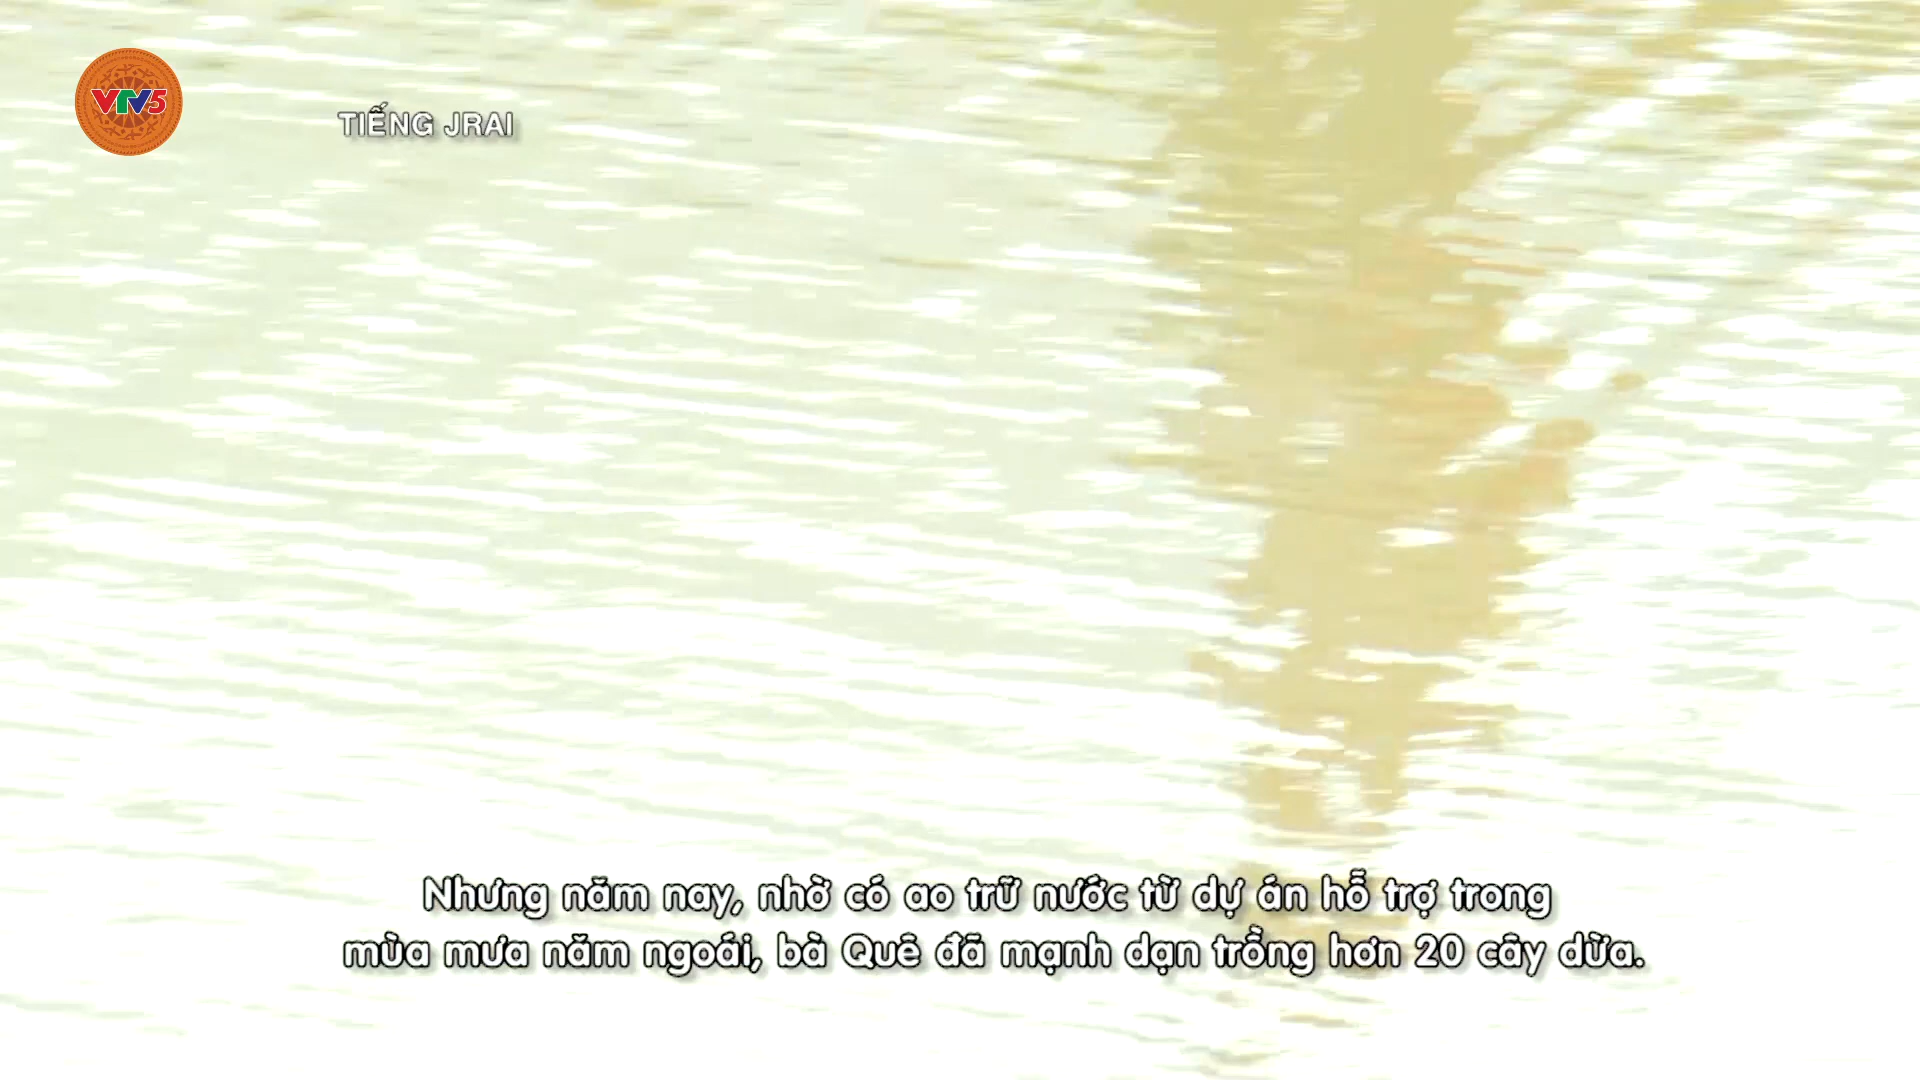 VTV5
TIẾNG JRAI
Nhưng năm nay, nhờ có ao trữ nước từ dự án hỗ trợ trong
mùa mưa năm ngoái, bà Quê đã mạnh dạn trồng hơn 20 cây dừa.